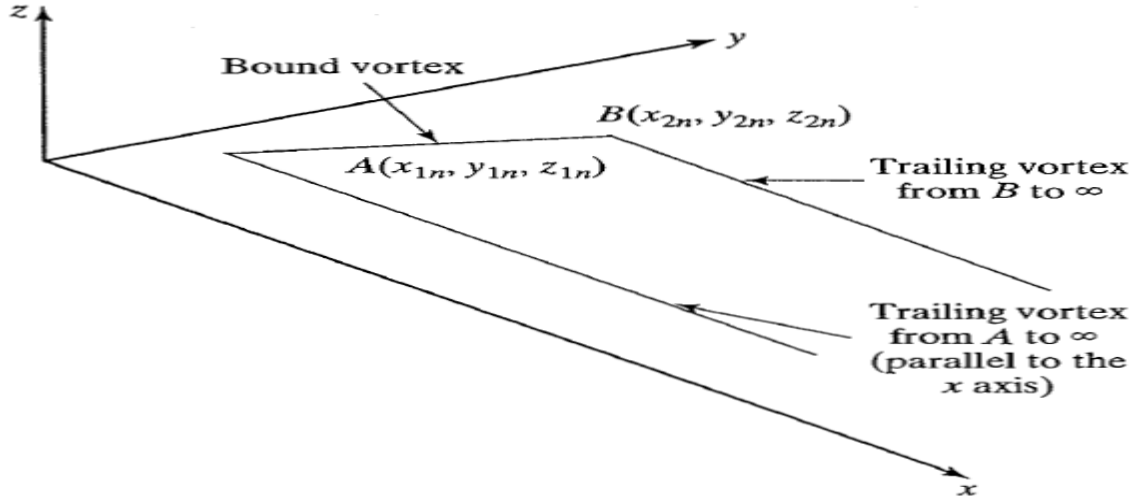 z
y
Bound vortex
B(x₂ₙ, y₂ₙ, z₂ₙ)
A(x₁ₙ, y₁ₙ, z₁ₙ)
Trailing vortex
from B to ∞
Trailing vortex
from A to ∞
(parallel to the
x axis)
x